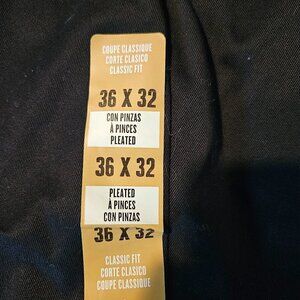 COUPE CLASSIQUE
CORTE CLASICO
CLASSIC FIT
36 X 32
CON PINZAS
À PINCES
PLEATED
36 X 32
PLEATED
À PINCES
CON PINZAS
36 X 32
CLASSIC FIT
CORTE CLASICO
COUPE CLASSIQUE